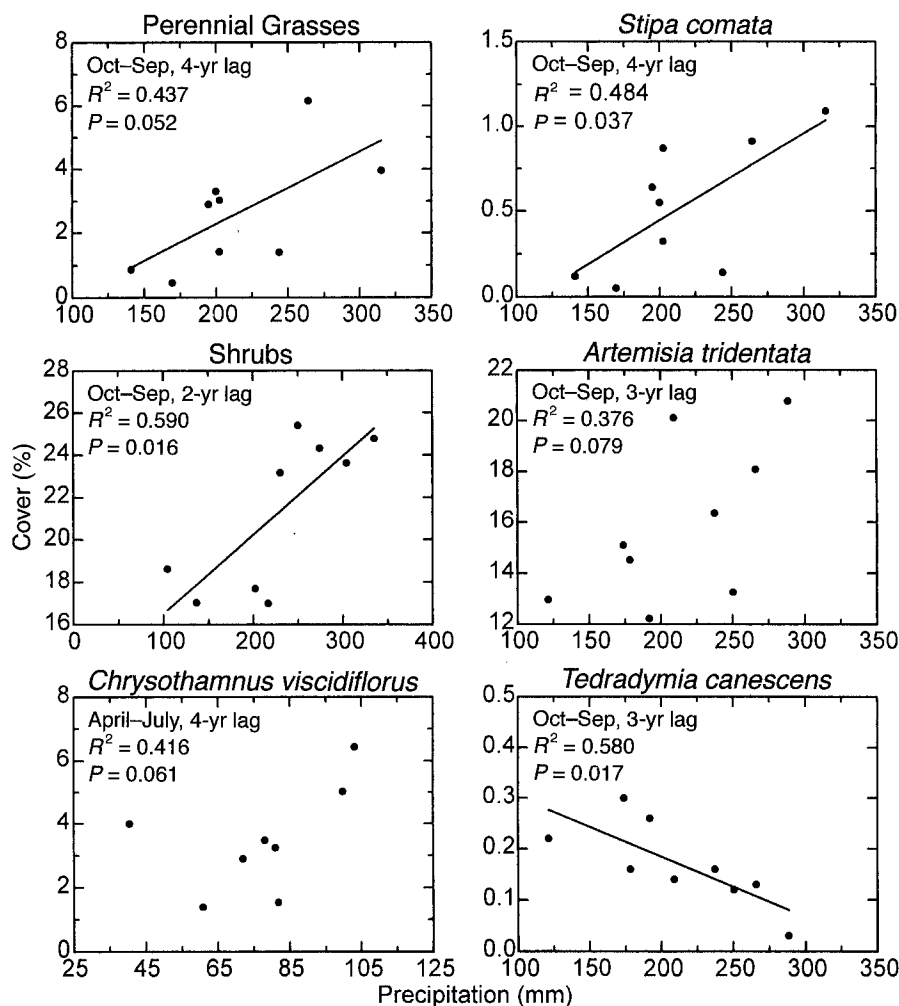 Perennial Grasses
Oct–Sep, 4-yr lag
R² = 0.437
P = 0.052
8
6
4
2
0
100 150 200 250 300 350
Stipa comata
Oct–Sep, 4-yr lag
R² = 0.484
P = 0.037
1.5
1.0
0.5
0.0
100 150 200 250 300 350
Shrubs
Oct–Sep, 2-yr lag
R² = 0.590
P = 0.016
28
26
24
22
20
18
16
0 100 200 300 400
Artemisia tridentata
Oct–Sep, 3-yr lag
R² = 0.376
P = 0.079
22
20
18
16
14
12
100 150 200 250 300 350
Cover (%)
Chrysothamnus viscidiflorus
April–July, 4-yr lag
R² = 0.416
P = 0.061
8
6
4
2
0
25 45 65 85 105 125
Tedradymia canescens
Oct–Sep, 3-yr lag
R² = 0.580
P = 0.017
0.5
0.4
0.3
0.2
0.1
0.0
100 150 200 250 300 350
Precipitation (mm)